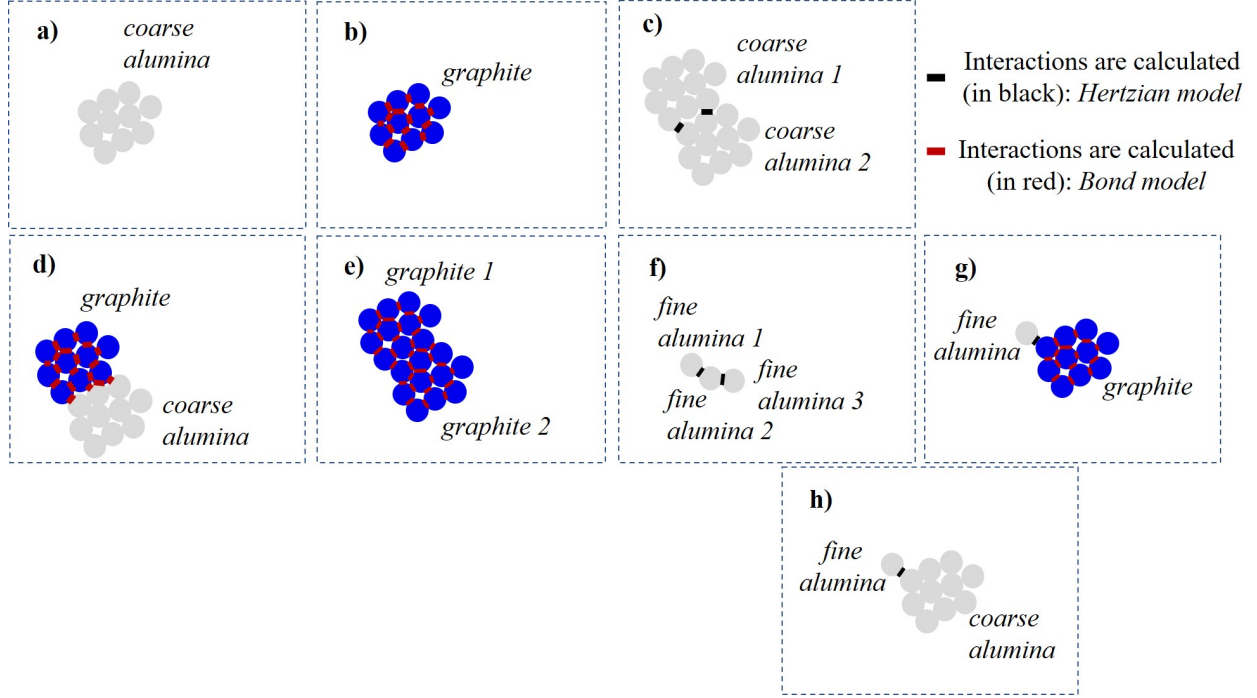 a)
coarse
alumina
b)
graphite
c)
coarse
alumina 1
coarse
alumina 2
Interactions are calculated
(in black): Hertzian model
Interactions are calculated
(in red): Bond model
d)
graphite
coarse
alumina
e)
graphite 1
graphite 2
f)
fine
alumina 1
fine
alumina 3
fine
alumina 2
g)
fine
alumina
graphite
h)
fine
alumina
coarse
alumina